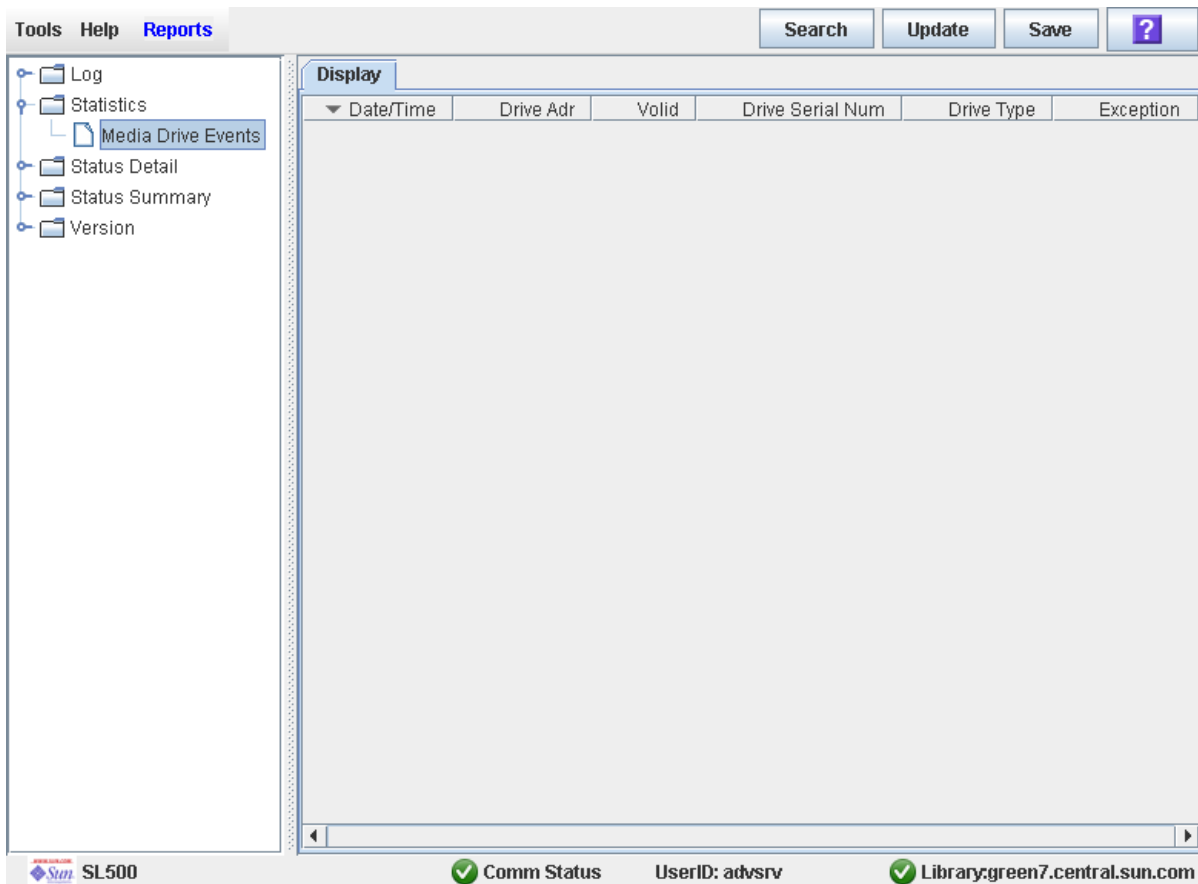 Tools Help Reports Search Update Save ?
Log
Statistics
Media Drive Events
Status Detail
Status Summary
Version
Display
Date/Time Drive Adr Volid Drive Serial Num Drive Type Exception
Sun SL500 Comm Status UserID: advsrv Library:green7.central.sun.com